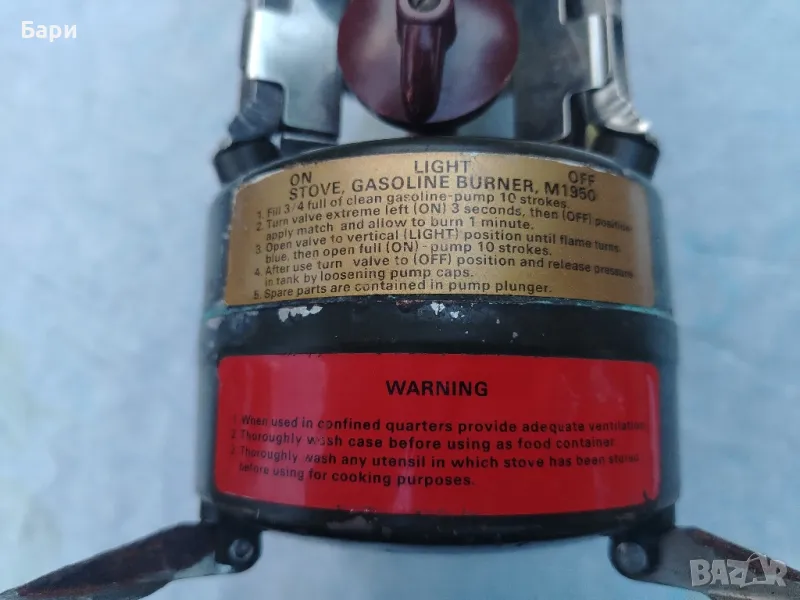 Бари
ON LIGHT OFF
STOVE, GASOLINE BURNER, M1950
1. Fill 3/4 full of clean gasoline-pump 10 strokes.
2. Turn valve extreme left (ON) 3 seconds, then (OFF) position-
apply match and allow to burn 1 minute.
3. Open valve to vertical (LIGHT) position until flame turns
blue, then open full (ON) - pump 10 strokes.
4. After use turn valve to (OFF) position and release pressure
in tank by loosening pump caps.
5. Spare parts are contained in pump plunger.
WARNING
1. When used in confined quarters provide adequate ventilation.
2. Thoroughly wash case before using as food container.
3. Thoroughly wash any utensil in which stove has been stored
before using for cooking purposes.
BAZAR